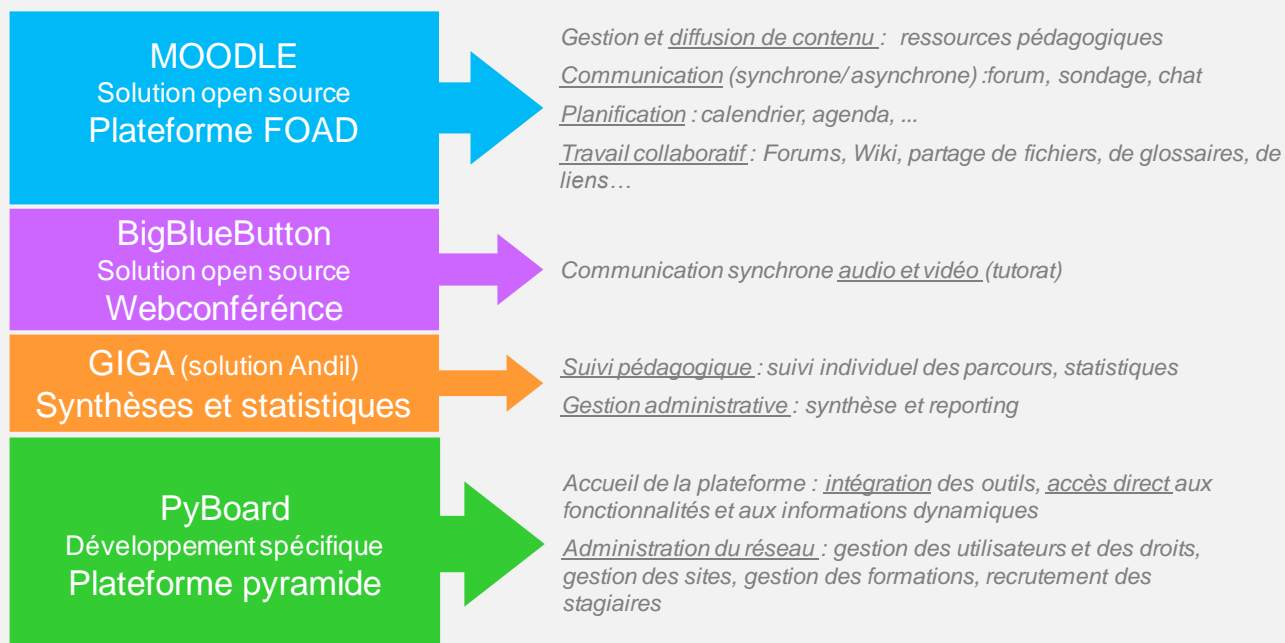 MOODLE
Solution open source
Plateforme FOAD
Gestion et diffusion de contenu : ressources pédagogiques
Communication (synchrone/asynchrone) :forum, sondage, chat
Planification : calendrier, agenda, ...
Travail collaboratif : Forums, Wiki, partage de fichiers, de glossaires, de
liens…
BigBlueButton
Solution open source
Webconférénce
Communication synchrone audio et vidéo (tutorat)
GIGA (solution Andil)
Synthèses et statistiques
Suivi pédagogique : suivi individuel des parcours, statistiques
Gestion administrative : synthèse et reporting
PyBoard
Développement spécifique
Plateforme pyramide
Accueil de la plateforme : intégration des outils, accès direct aux
fonctionnalités et aux informations dynamiques
Administration du réseau : gestion des utilisateurs et des droits,
gestion des sites, gestion des formations, recrutement des
stagiaires